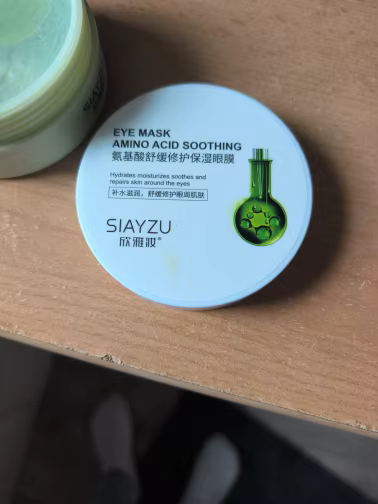 EYE MASK
AMINO ACID SOOTHING
氨基酸舒缓修护保湿眼膜
Hydrates moisturizes soothes and
repairs skin around the eyes
补水滋润，舒缓修护眼周肌肤
SIAYZU
欣雅妆®
SIAYZU